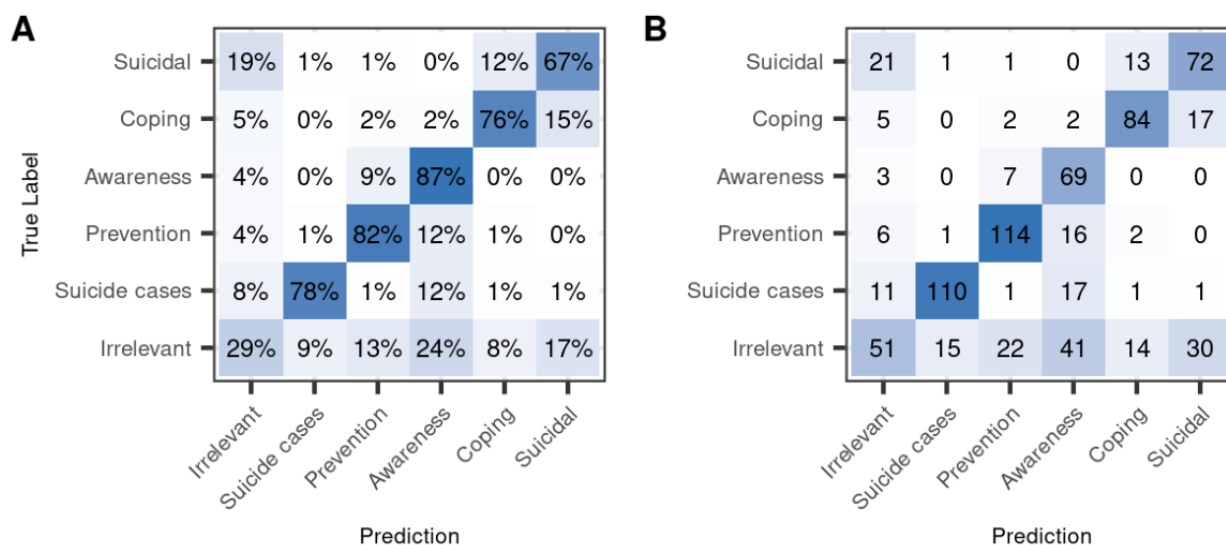 A
B
True Label
Suicidal 19% 1% 1% 0% 12% 67%
Coping 5% 0% 2% 2% 76% 15%
Awareness 4% 0% 9% 87% 0% 0%
Prevention 4% 1% 82% 12% 1% 0%
Suicide cases 8% 78% 1% 12% 1% 1%
Irrelevant 29% 9% 13% 24% 8% 17%
Irrelevant
Suicide cases
Prevention
Awareness
Coping
Suicidal
Prediction
Suicidal 21 1 1 0 13 72
Coping 5 0 2 2 84 17
Awareness 3 0 7 69 0 0
Prevention 6 1 114 16 2 0
Suicide cases 11 110 1 17 1 1
Irrelevant 51 15 22 41 14 30
Irrelevant
Suicide cases
Prevention
Awareness
Coping
Suicidal
Prediction